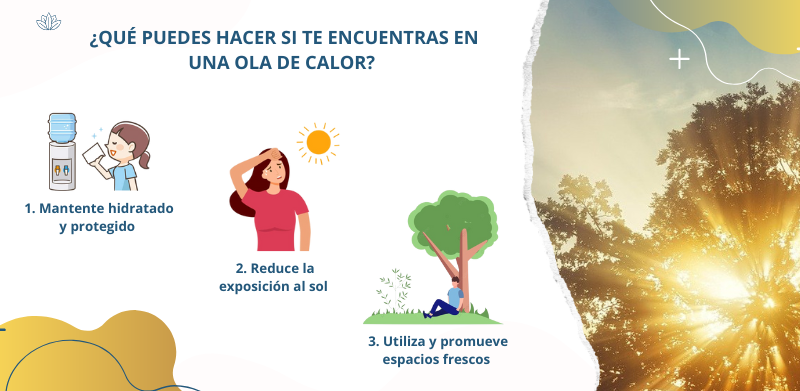 ¿QUÉ PUEDES HACER SI TE ENCUENTRAS EN
UNA OLA DE CALOR?
1. Mantente hidratado
y protegido
2. Reduce la
exposición al sol
3. Utiliza y promueve
espacios frescos